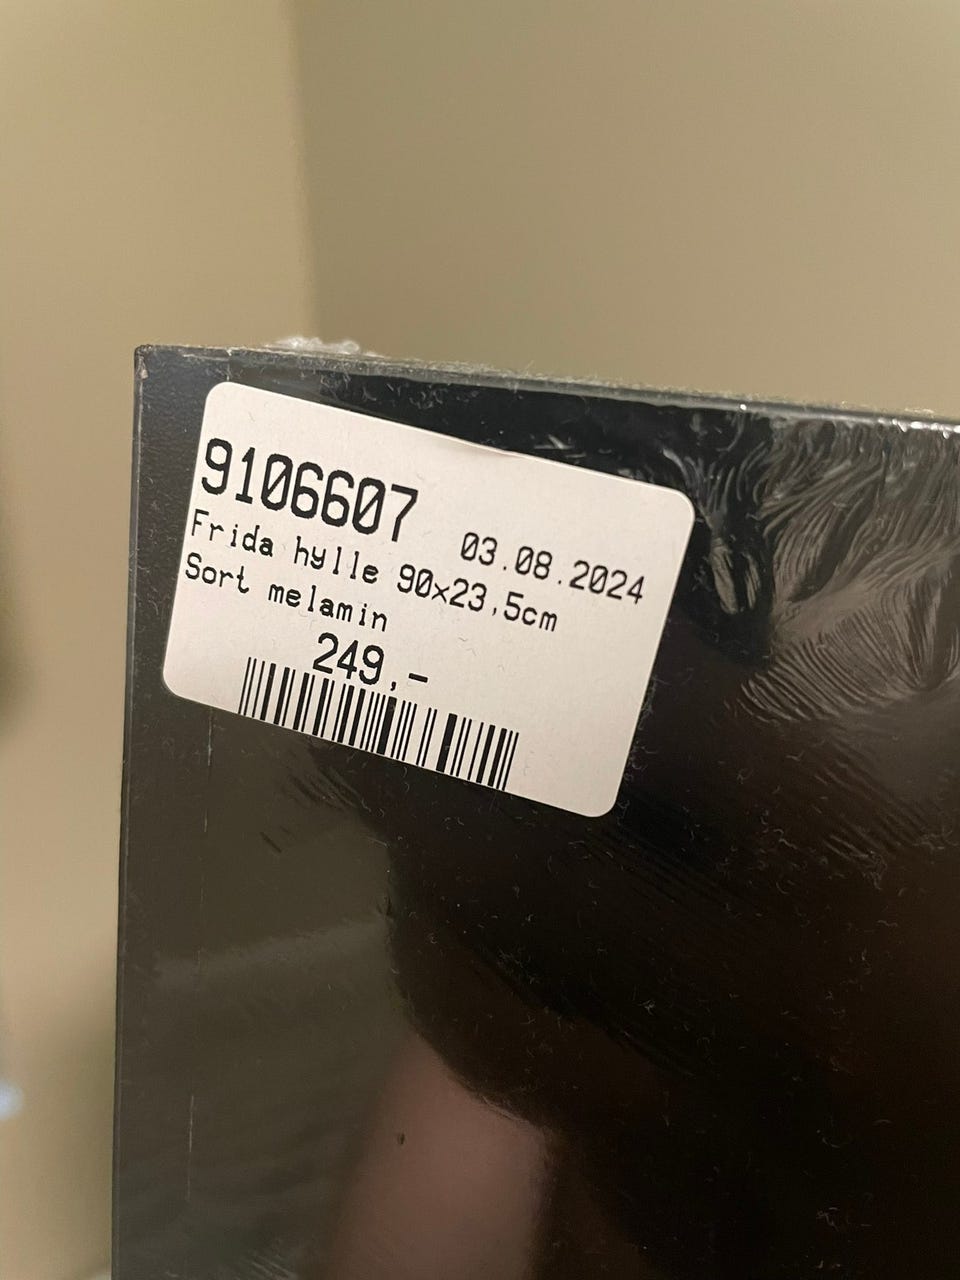 9106607 03.08.2024
Frida hylle 90x23,5cm
Sort melamin
249,-